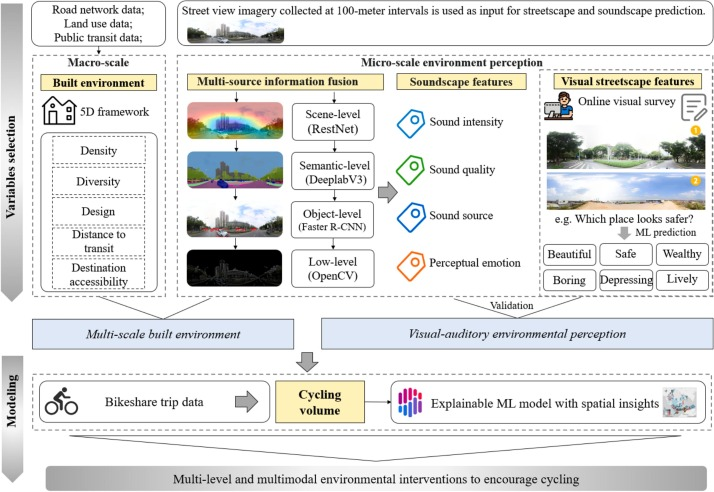 Road network data;
Land use data;
Public transit data;
Street view imagery collected at 100-meter intervals is used as input for streetscape and soundscape prediction.
Variables selection
Macro-scale
Built environment
5D framework
Density
Diversity
Design
Distance to
transit
Destination
accessibility
Micro-scale environment perception
Multi-source information fusion
Scene-level
(RestNet)
Semantic-level
(DeeplabV3)
Object-level
(Faster R-CNN)
Low-level
(OpenCV)
Soundscape features
Sound intensity
Sound quality
Sound source
Perceptual emotion
Visual streetscape features
Online visual survey
1
2
e.g. Which place looks safer?
ML prediction
Beautiful
Safe
Wealthy
Boring
Depressing
Lively
Validation
Multi-scale built environment
Visual-auditory environmental perception
Modeling
Bikeshare trip data
Cycling
volume
Explainable ML model with spatial insights
Multi-level and multimodal environmental interventions to encourage cycling